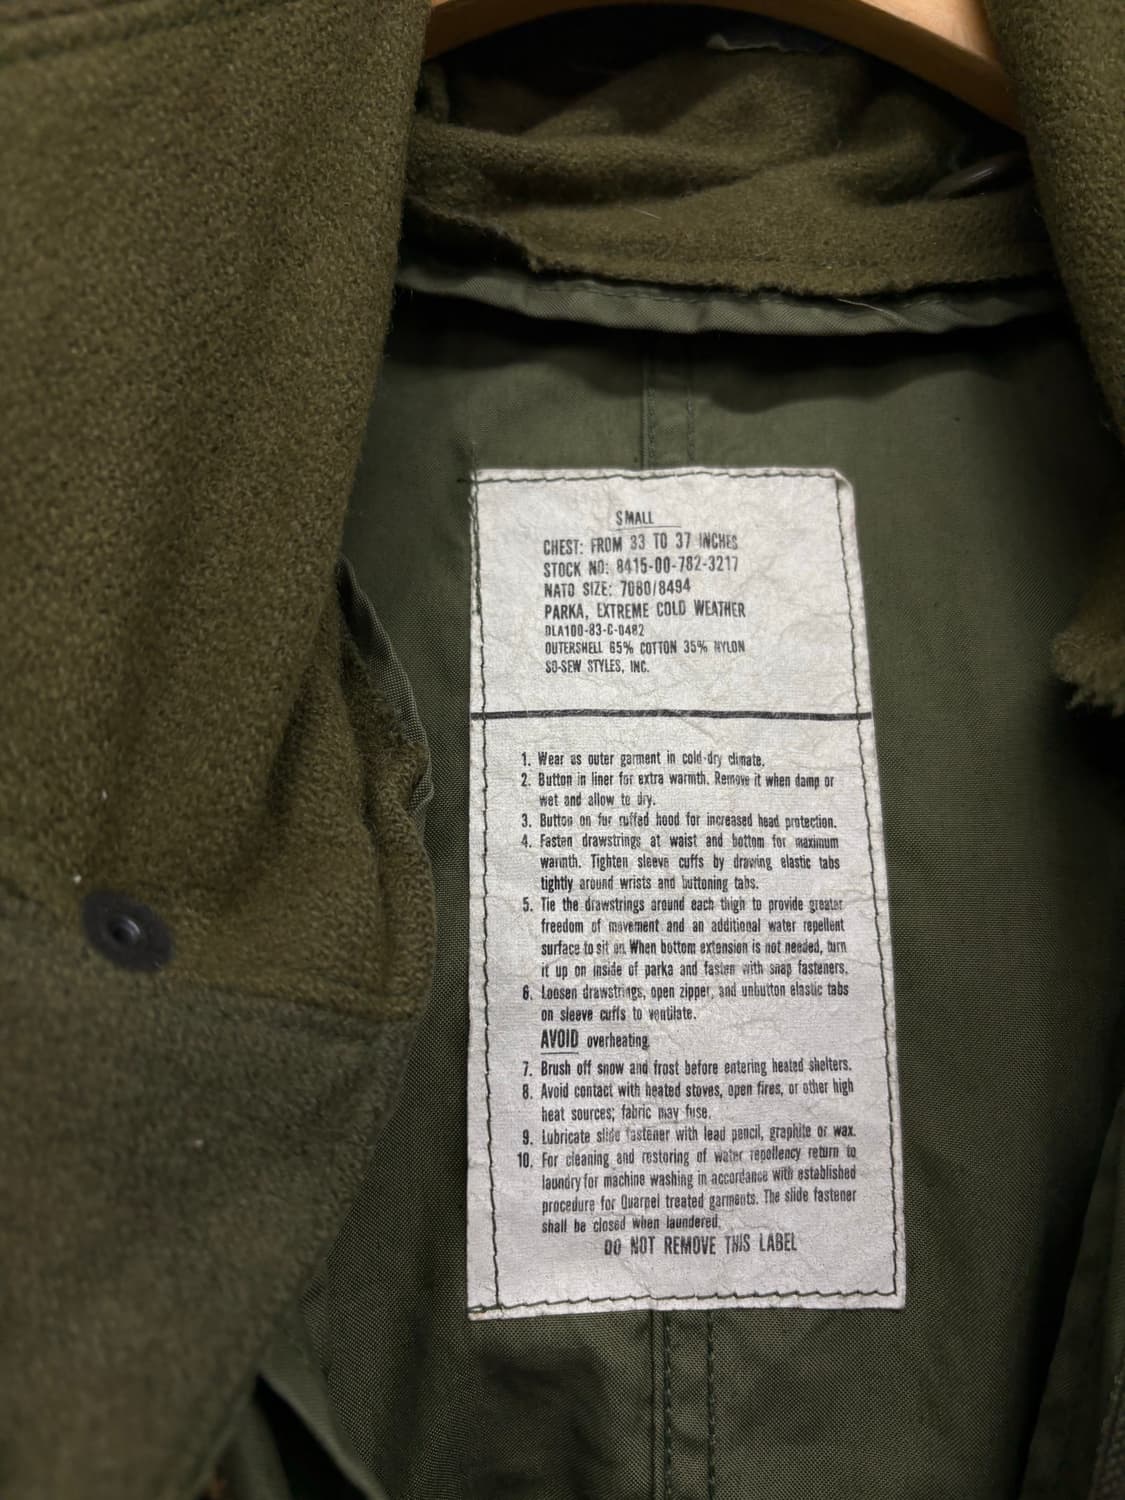 SMALL
CHEST: FROM 33 TO 37 INCHES
STOCK NO: 8415-00-782-3217
NATO SIZE: 7080/8494
PARKA, EXTREME COLD WEATHER
DLA100-83-C-0482
OUTERSHELL 65% COTTON 35% NYLON
SO-SEW STYLES, INC.
1. Wear as outer garment in cold-dry climate.
2. Button in liner for extra warmth. Remove it when damp or
wet and allow to dry.
3. Button on fur ruffed hood for increased head protection.
4. Fasten drawstrings at waist and bottom for maximum
warmth. Tighten sleeve cuffs by drawing elastic tabs
tightly around wrists and buttoning tabs.
5. Tie the drawstrings around each thigh to provide greater
freedom of movement and an additional water repellent
surface to sit on. When bottom extension is not needed, turn
it up on inside of parka and fasten with snap fasteners.
6. Loosen drawstrings, open zipper, and unbutton elastic tabs
on sleeve cuffs to ventilate.
AVOID overheating.
7. Brush off snow and frost before entering heated shelters.
8. Avoid contact with heated stoves, open fires, or other high
heat sources; fabric may fuse.
9. Lubricate slide fastener with lead pencil, graphite or wax.
10. For cleaning and restoring of water repellency return to
laundry for machine washing in accordance with established
procedure for Quarpel treated garments. The slide fastener
shall be closed when laundered.
DO NOT REMOVE THIS LABEL